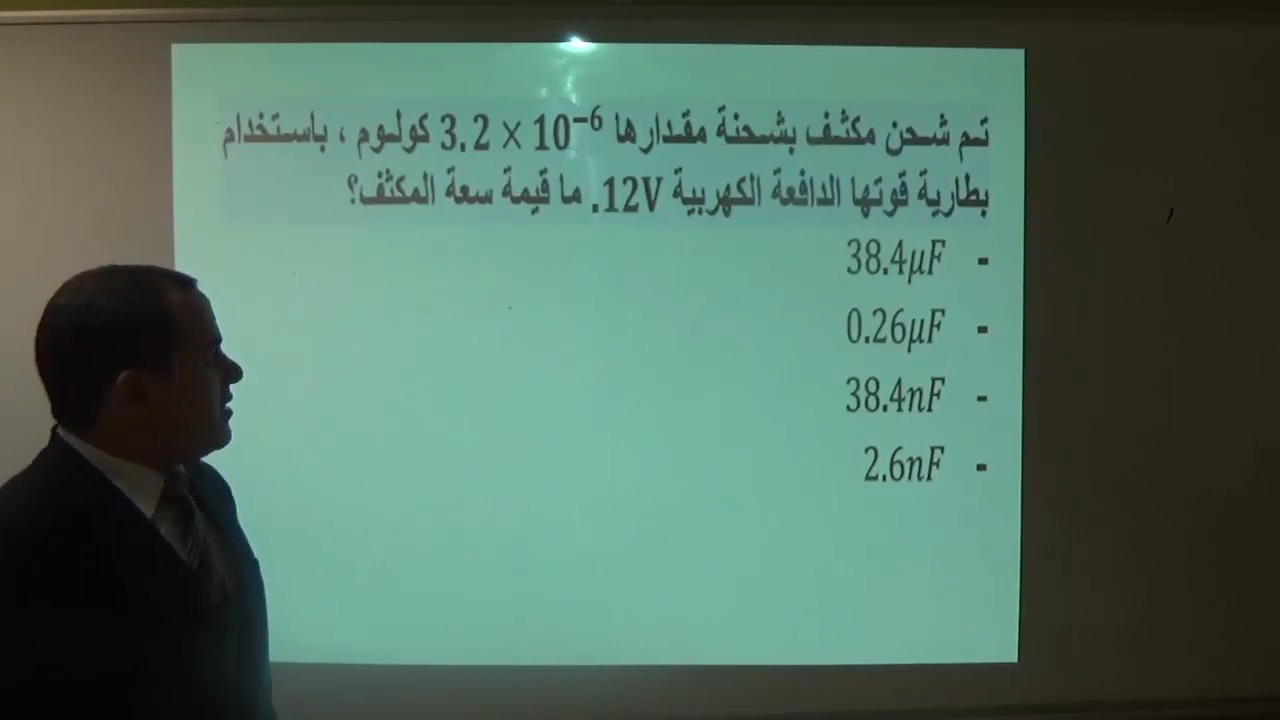 تم شحن مكثف بشحنة مقدارها 3.2 × 10⁻⁶ كولوم ، باستخدام
بطارية قوتها الدافعة الكهربية 12V. ما قيمة سعة المكثف؟
- 38.4μF
- 0.26μF
- 38.4nF
- 2.6nF